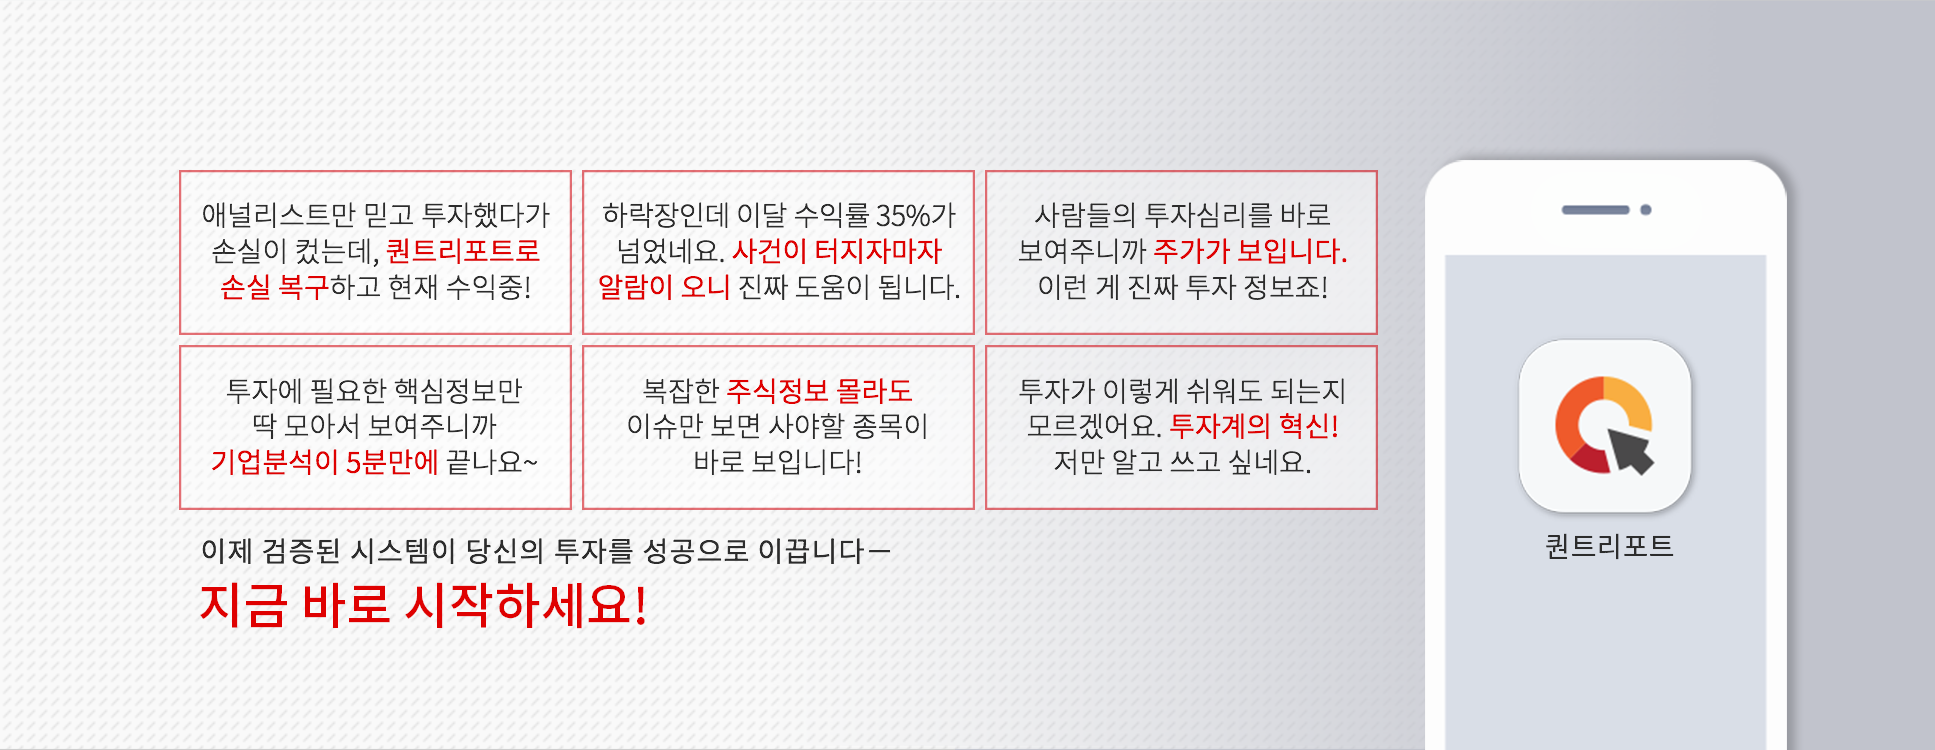 애널리스트만 믿고 투자했다가
손실이 컸는데, 퀀트리포트로
손실 복구하고 현재 수익중!
하락장인데 이달 수익률 35%가
넘었네요. 사건이 터지자마자
알람이 오니 진짜 도움이 됩니다.
사람들의 투자심리를 바로
보여주니까 주가가 보입니다.
이런 게 진짜 투자 정보죠!
투자에 필요한 핵심정보만
딱 모아서 보여주니까
기업분석이 5분만에 끝나요~
복잡한 주식정보 몰라도
이슈만 보면 사야할 종목이
바로 보입니다!
투자가 이렇게 쉬워도 되는지
모르겠어요. 투자계의 혁신!
저만 알고 쓰고 싶네요.
이제 검증된 시스템이 당신의 투자를 성공으로 이끕니다—
지금 바로 시작하세요!
퀀트리포트